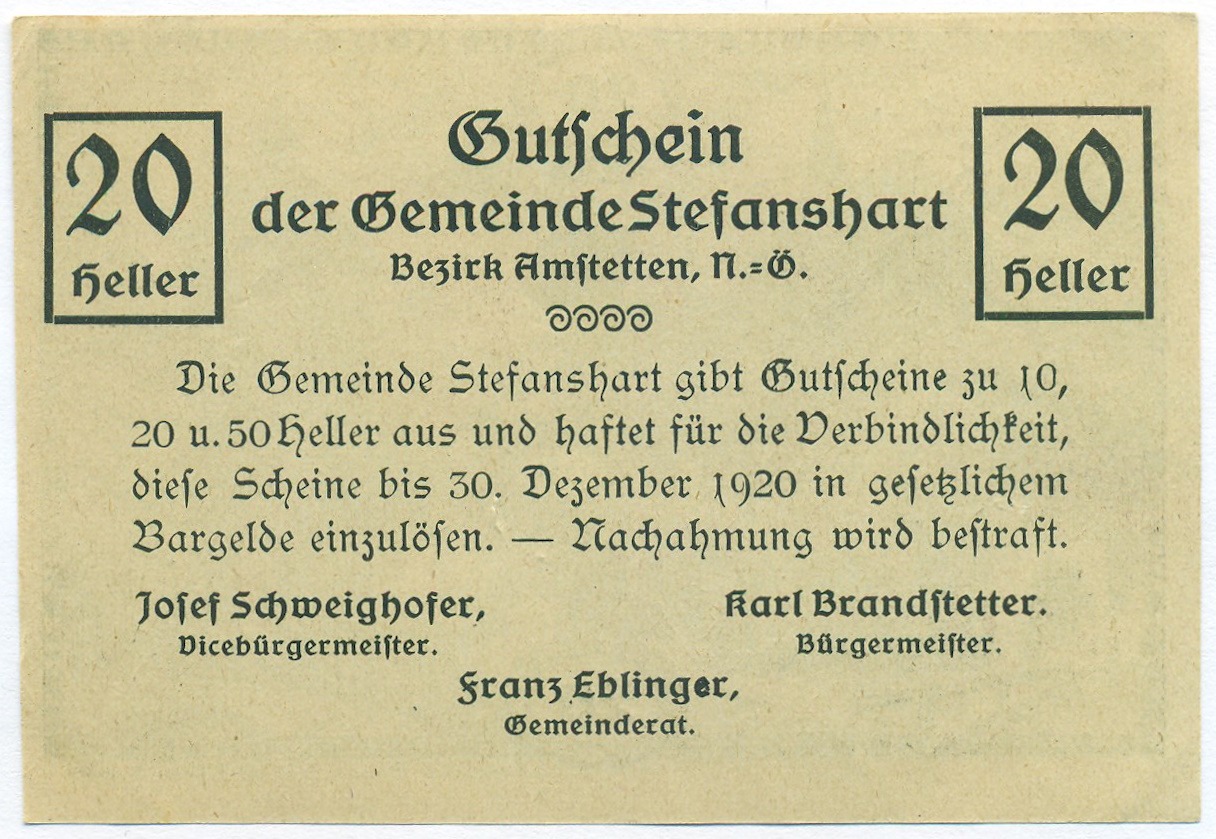 Gutſchein
der Gemeinde Stefanshart
Bezirk Amſtetten, N.=Ö.
20
Heller
20
Heller
Die Gemeinde Stefanshart gibt Gutſcheine zu 10,
20 u. 50 Heller aus und haftet für die Verbindlichkeit,
dieſe Scheine bis 30. Dezember 1920 in geſetzlichem
Bargelde einzulöſen. — Nachahmung wird beſtraft.
Joſef Schweighofer,
Vicebürgermeiſter.
Karl Brandſtetter.
Bürgermeiſter.
Franz Eblinger,
Gemeinderat.